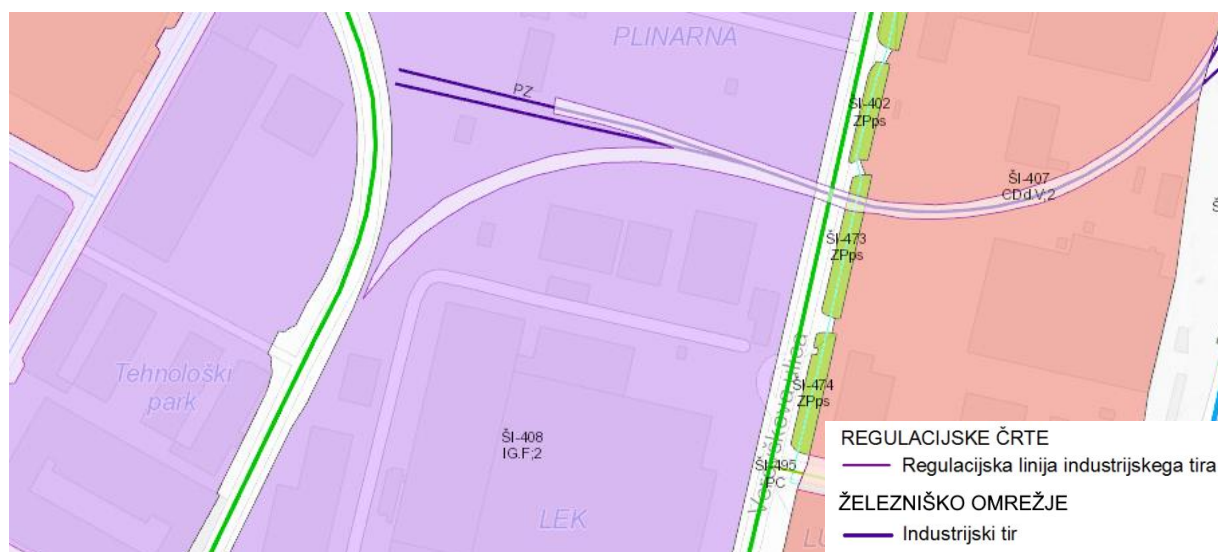 PLINARNA
PZ
ŠI-402
ZPps
ŠI-407
CDd.V;2
ŠI-473
ZPps
Tehnološki
park
ŠI-474
ZPps
ŠI-408
IG.F;2
ŠI-495
PC
LEK
REGULACIJSKE ČRTE
Regulacijska linija industrijskega tira
ŽELEZNIŠKO OMREŽJE
Industrijski tir